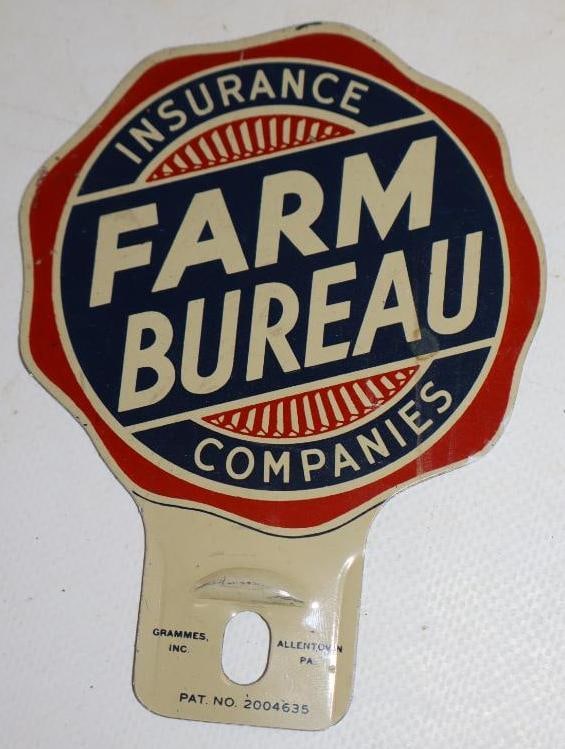 INSURANCE
FARM
BUREAU
COMPANIES
GRAMMES, INC.
ALLENTOWN PA.
PAT. NO. 2004635